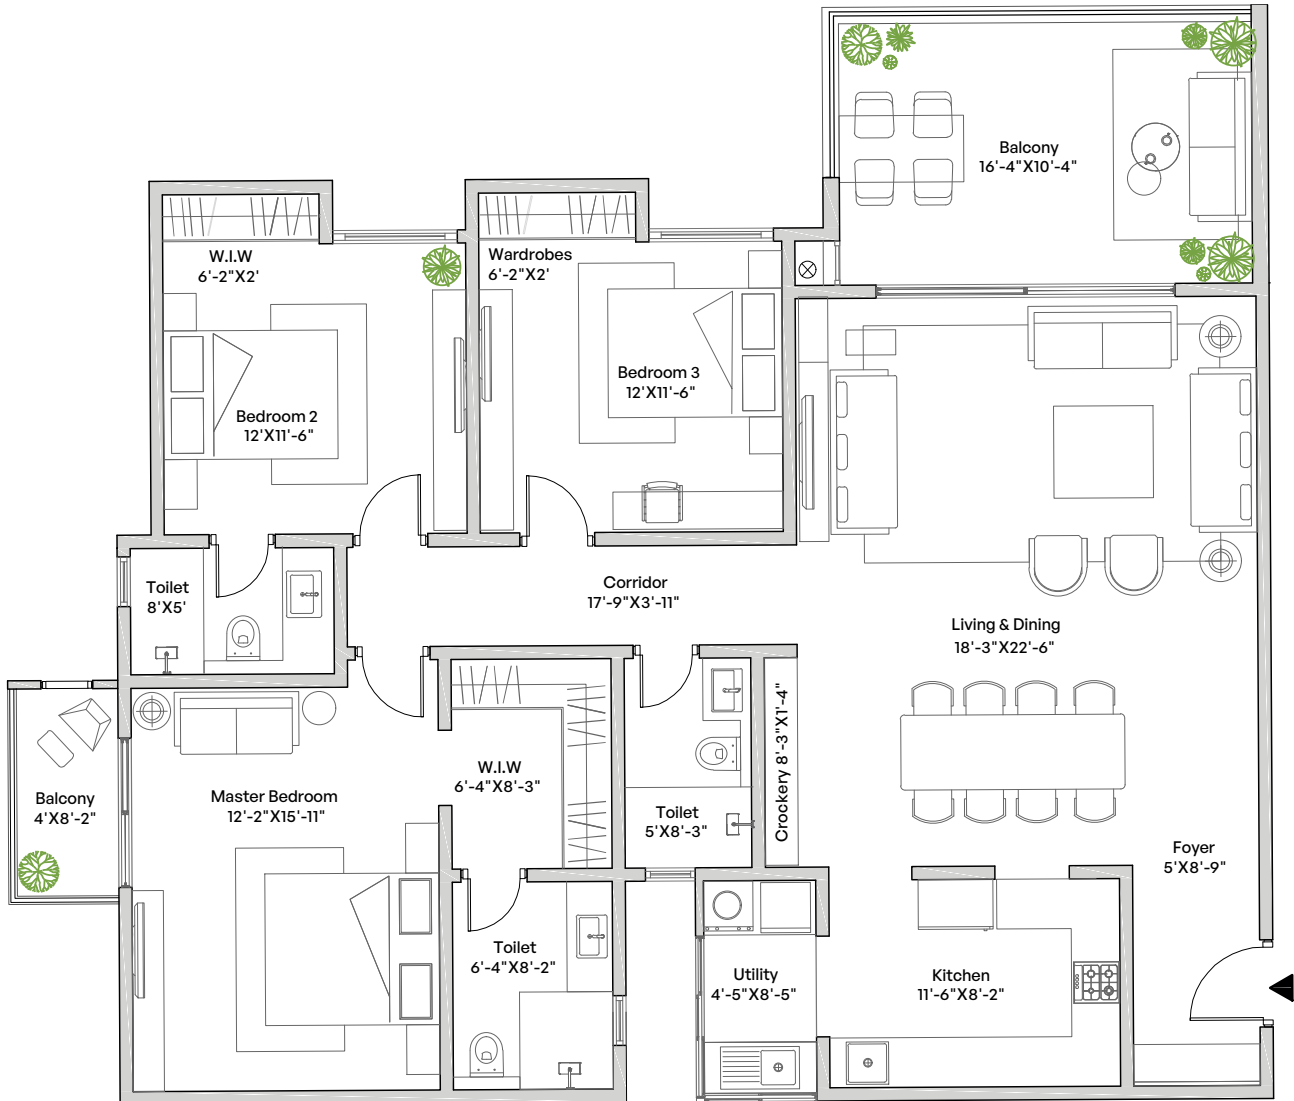 Balcony
16'-4"X10'-4"
W.I.W
6'-2"X2'
Wardrobes
6'-2"X2'
Bedroom 3
12'X11'-6"
Bedroom 2
12'X11'-6"
Toilet
8'X5'
Corridor
17'-9"X3'-11"
Living & Dining
18'-3"X22'-6"
Crockery 8'-3"X1'-4"
W.I.W
6'-4"X8'-3"
Master Bedroom
12'-2"X15'-11"
Balcony
4'X8'-2"
Toilet
5'X8'-3"
Foyer
5'X8'-9"
Toilet
6'-4"X8'-2"
Utility
4'-5"X8'-5"
Kitchen
11'-6"X8'-2"